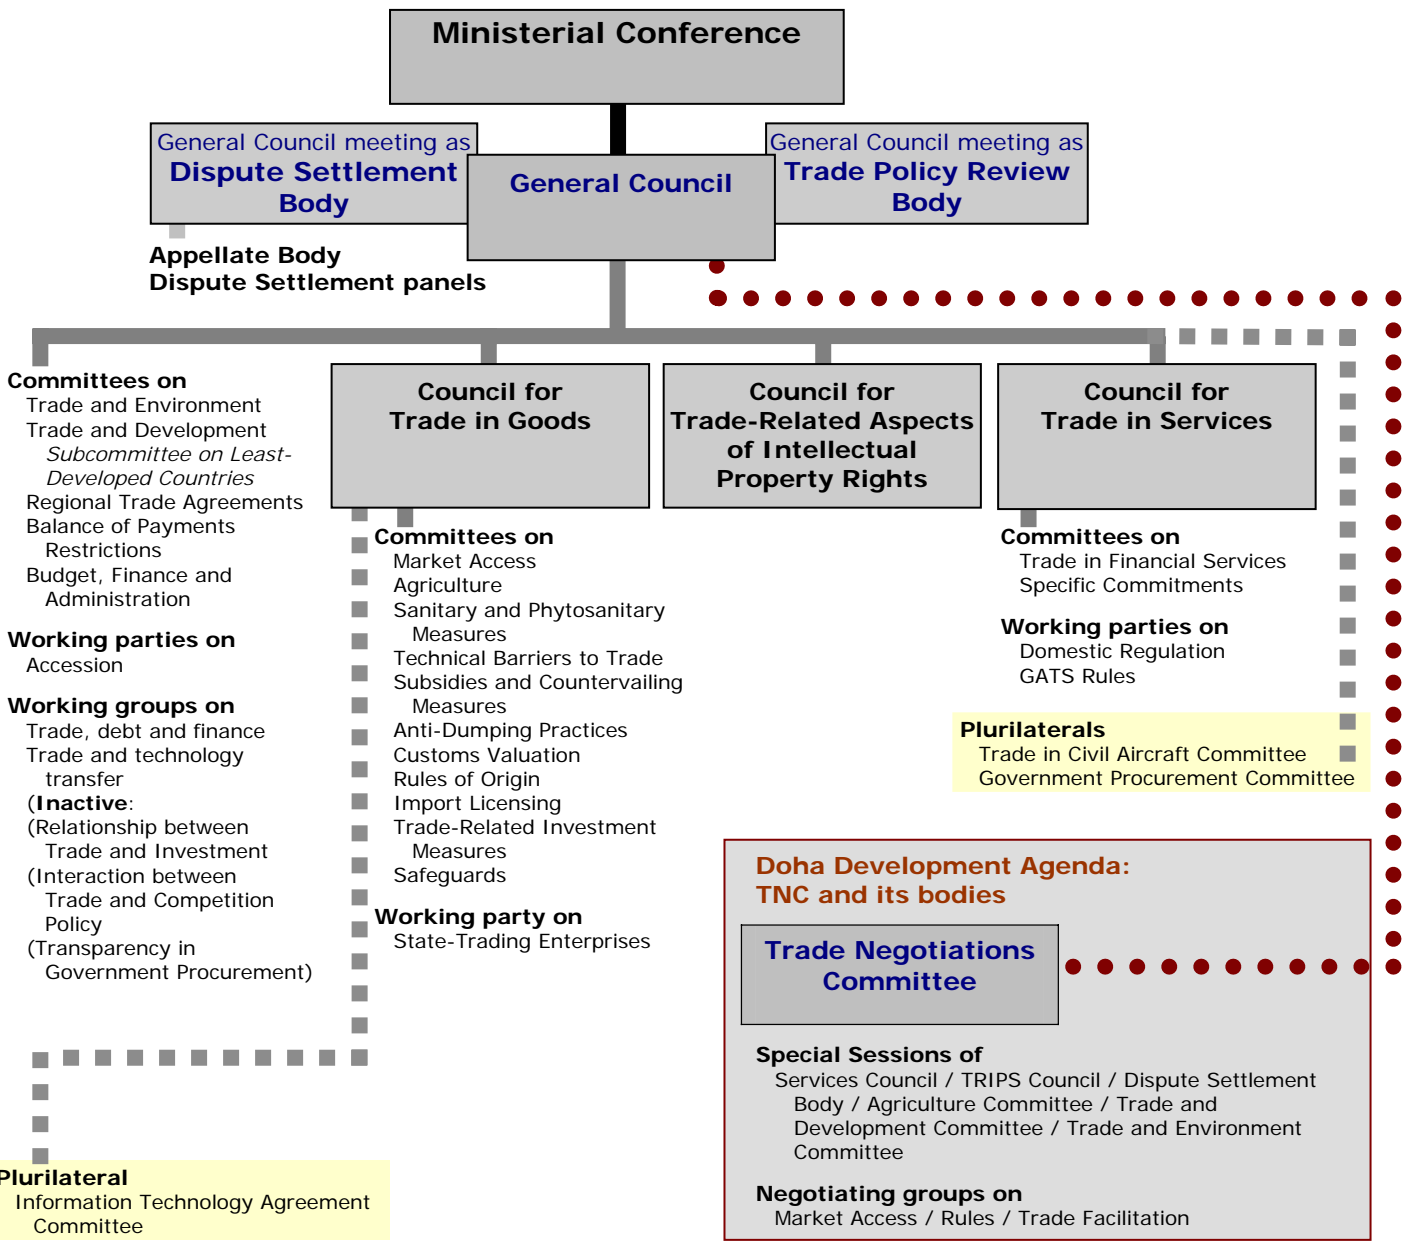 Ministerial Conference
General Council meeting as
Dispute Settlement
Body
General Council
General Council meeting as
Trade Policy Review
Body
Appellate Body
Dispute Settlement panels
Committees on
Trade and Environment
Trade and Development
Subcommittee on Least-
Developed Countries
Regional Trade Agreements
Balance of Payments
Restrictions
Budget, Finance and
Administration
Working parties on
Accession
Working groups on
Trade, debt and finance
Trade and technology
transfer
(Inactive:
(Relationship between
Trade and Investment
(Interaction between
Trade and Competition
Policy
(Transparency in
Government Procurement)
Council for
Trade in Goods
Committees on
Market Access
Agriculture
Sanitary and Phytosanitary
Measures
Technical Barriers to Trade
Subsidies and Countervailing
Measures
Anti-Dumping Practices
Customs Valuation
Rules of Origin
Import Licensing
Trade-Related Investment
Measures
Safeguards
Working party on
State-Trading Enterprises
Plurilateral
Information Technology Agreement
Committee
Council for
Trade-Related Aspects
of Intellectual
Property Rights
Council for
Trade in Services
Committees on
Trade in Financial Services
Specific Commitments
Working parties on
Domestic Regulation
GATS Rules
Plurilaterals
Trade in Civil Aircraft Committee
Government Procurement Committee
Doha Development Agenda:
TNC and its bodies
Trade Negotiations
Committee
Special Sessions of
Services Council / TRIPS Council / Dispute Settlement
Body / Agriculture Committee / Trade and
Development Committee / Trade and Environment
Committee
Negotiating groups on
Market Access / Rules / Trade Facilitation